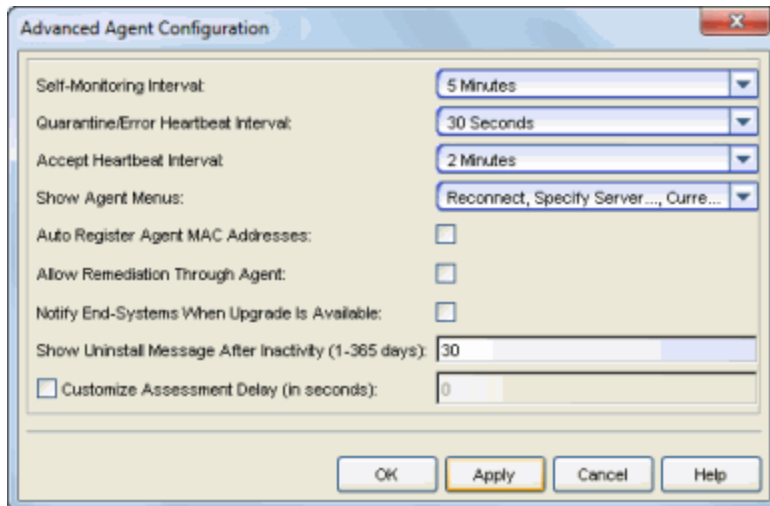 Advanced Agent Configuration
Self-Monitoring Interval: 5 Minutes
Quarantine/Error Heartbeat Interval: 30 Seconds
Accept Heartbeat Interval: 2 Minutes
Show Agent Menus: Reconnect, Specify Server..., Curre...
Auto Register Agent MAC Addresses:
Allow Remediation Through Agent:
Notify End-Systems When Upgrade Is Available:
Show Uninstall Message After Inactivity (1-365 days): 30
Customize Assessment Delay (in seconds): 0
OK Apply Cancel Help